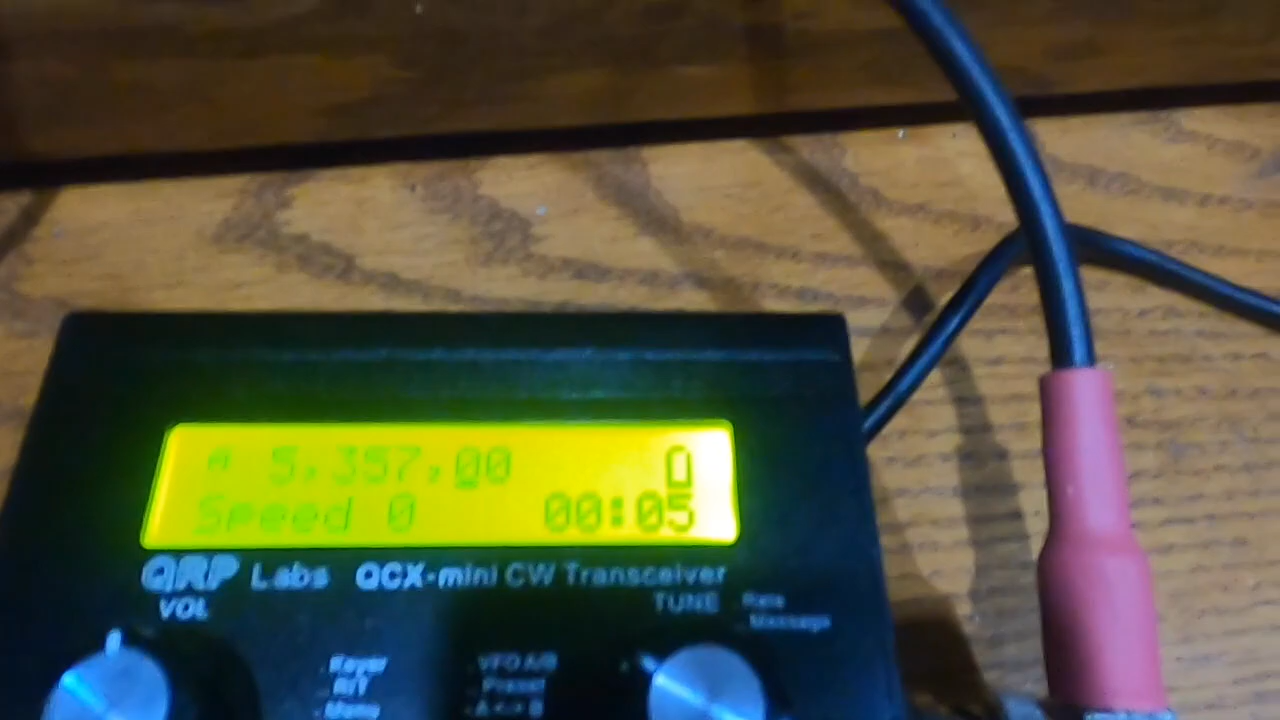 A 5,357,00
Speed 0 00:05
QRP Labs QCX-mini CW Transceiver
VOL
TUNE
Rate
Message
Keyer
RIT
Menu
VFO A/B
Preset
A <-> B